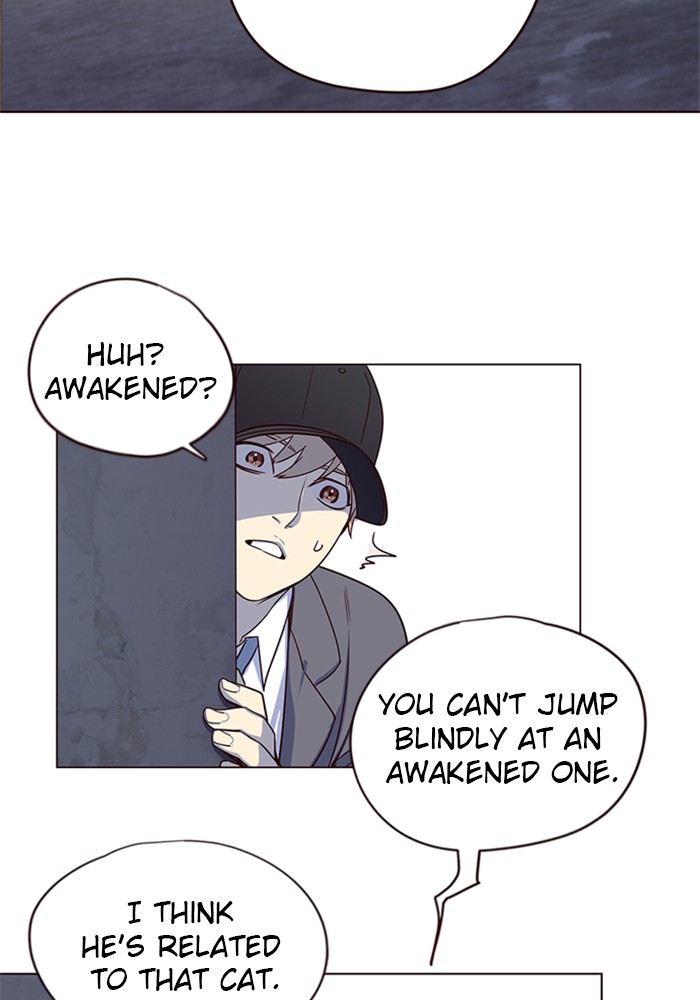 HUH?
AWAKENED?
YOU CAN'T JUMP
BLINDLY AT AN
AWAKENED ONE.
I THINK
HE'S RELATED
TO THAT CAT.